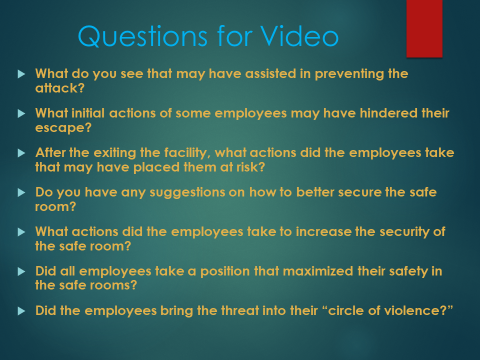 Questions for Video
What do you see that may have assisted in preventing the
attack?
What initial actions of some employees may have hindered their
escape?
After the exiting the facility, what actions did the employees take
that may have placed them at risk?
Do you have any suggestions on how to better secure the safe
room?
What actions did the employees take to increase the security of
the safe room?
Did all employees take a position that maximized their safety in
the safe rooms?
Did the employees bring the threat into their “circle of violence?”